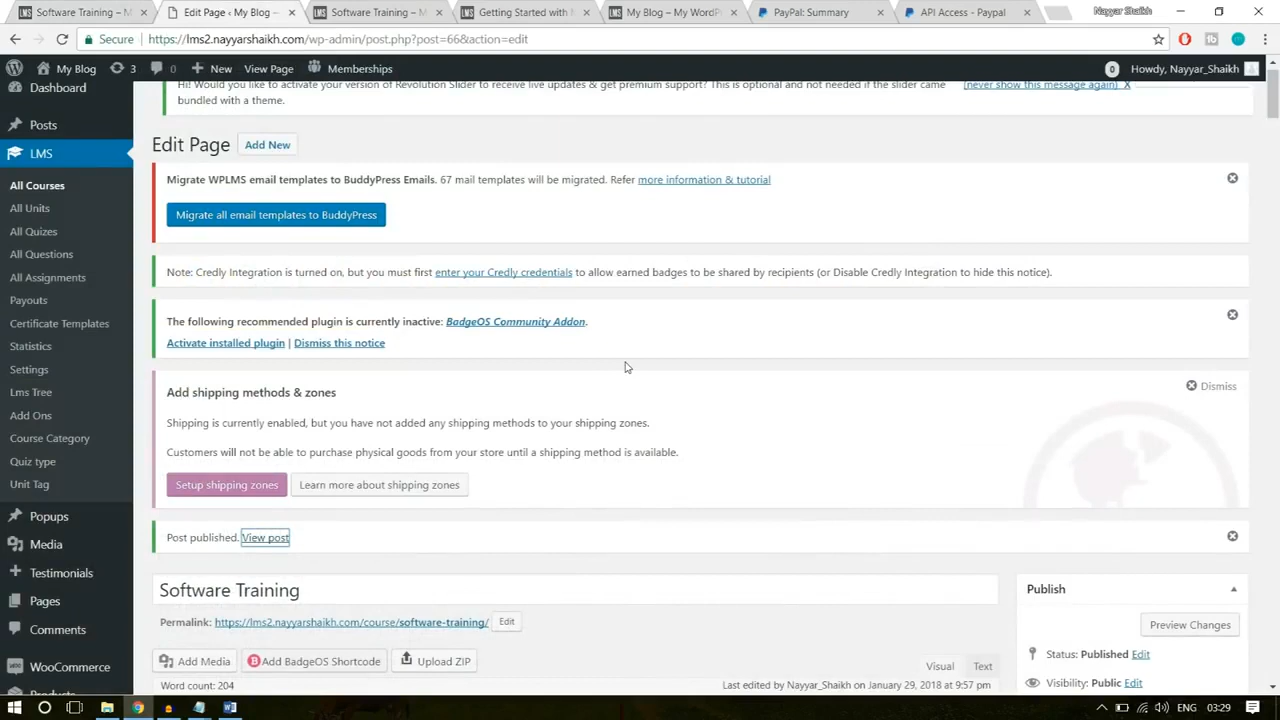 Software Training – M
Edit Page ‹ My Blog –
Software Training – M
Getting Started with M
My Blog – My WordP
PayPal: Summary
API Access - Paypal
Nayyar Shaikh
Secure
https://lms2.nayyarshaikh.com/wp-admin/post.php?post=66&action=edit
My Blog
3
0
New
View Page
Memberships
0
Howdy, Nayyar_Shaikh
Dashboard
Posts
LMS
All Courses
All Units
All Quizes
All Questions
All Assignments
Payouts
Certificate Templates
Statistics
Settings
Lms Tree
Add Ons
Course Category
Quiz type
Unit Tag
Popups
Media
Testimonials
Pages
Comments
WooCommerce
Products
Hi! Would you like to activate your version of Revolution Slider to receive live updates & get premium support? This is optional and not needed if the slider came
bundled with a theme.
(never show this message again) X
Edit Page
Add New
Migrate WPLMS email templates to BuddyPress Emails. 67 mail templates will be migrated. Refer more information & tutorial
Migrate all email templates to BuddyPress
Note: Credly Integration is turned on, but you must first enter your Credly credentials to allow earned badges to be shared by recipients (or Disable Credly Integration to hide this notice).
The following recommended plugin is currently inactive: BadgeOS Community Addon.
Activate installed plugin | Dismiss this notice
Add shipping methods & zones
Dismiss
Shipping is currently enabled, but you have not added any shipping methods to your shipping zones.
Customers will not be able to purchase physical goods from your store until a shipping method is available.
Setup shipping zones
Learn more about shipping zones
Post published. View post
Software Training
Permalink: https://lms2.nayyarshaikh.com/course/software-training/
Edit
Add Media
Add BadgeOS Shortcode
Upload ZIP
Visual
Text
Word count: 204
Last edited by Nayyar_Shaikh on January 29, 2018 at 9:57 pm
Publish
Preview Changes
Status: Published Edit
Visibility: Public Edit
ENG
03:29